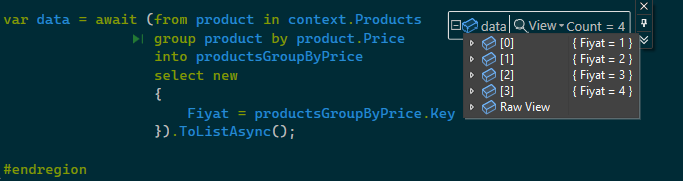 var data = await (from product in context.Products
group product by product.Price
into productsGroupByPrice
select new
{
Fiyat = productsGroupByPrice.Key
}).ToListAsync();
#endregion
data View Count = 4
[0] { Fiyat = 1 }
[1] { Fiyat = 2 }
[2] { Fiyat = 3 }
[3] { Fiyat = 4 }
Raw View